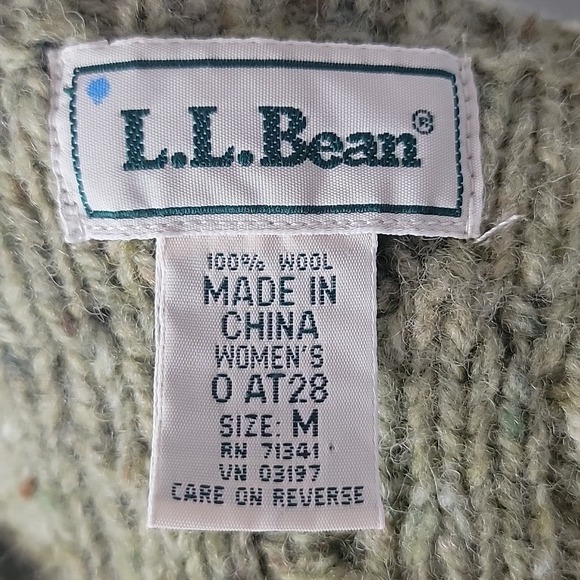 L.L.Bean®
100% WOOL
MADE IN
CHINA
WOMEN'S
0 AT28
SIZE: M
RN 71341
VN 03197
CARE ON REVERSE